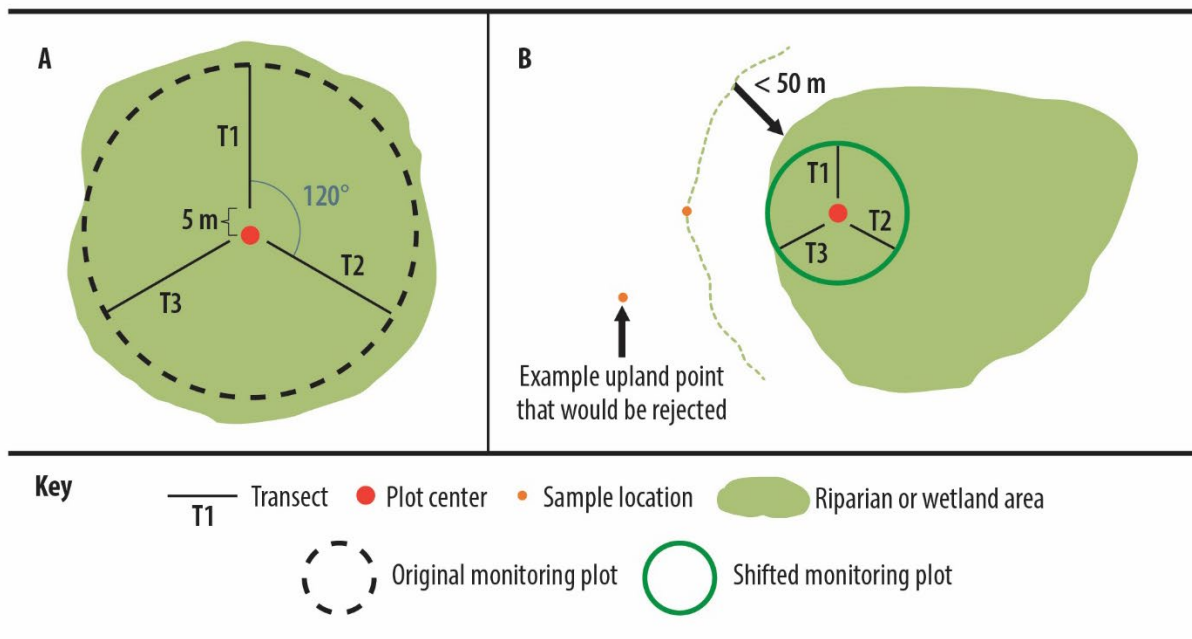 A
T1
5 m
120°
T2
T3
B
< 50 m
T1
T2
T3
Example upland point
that would be rejected
Key
T1
Transect
Plot center
Sample location
Riparian or wetland area
Original monitoring plot
Shifted monitoring plot